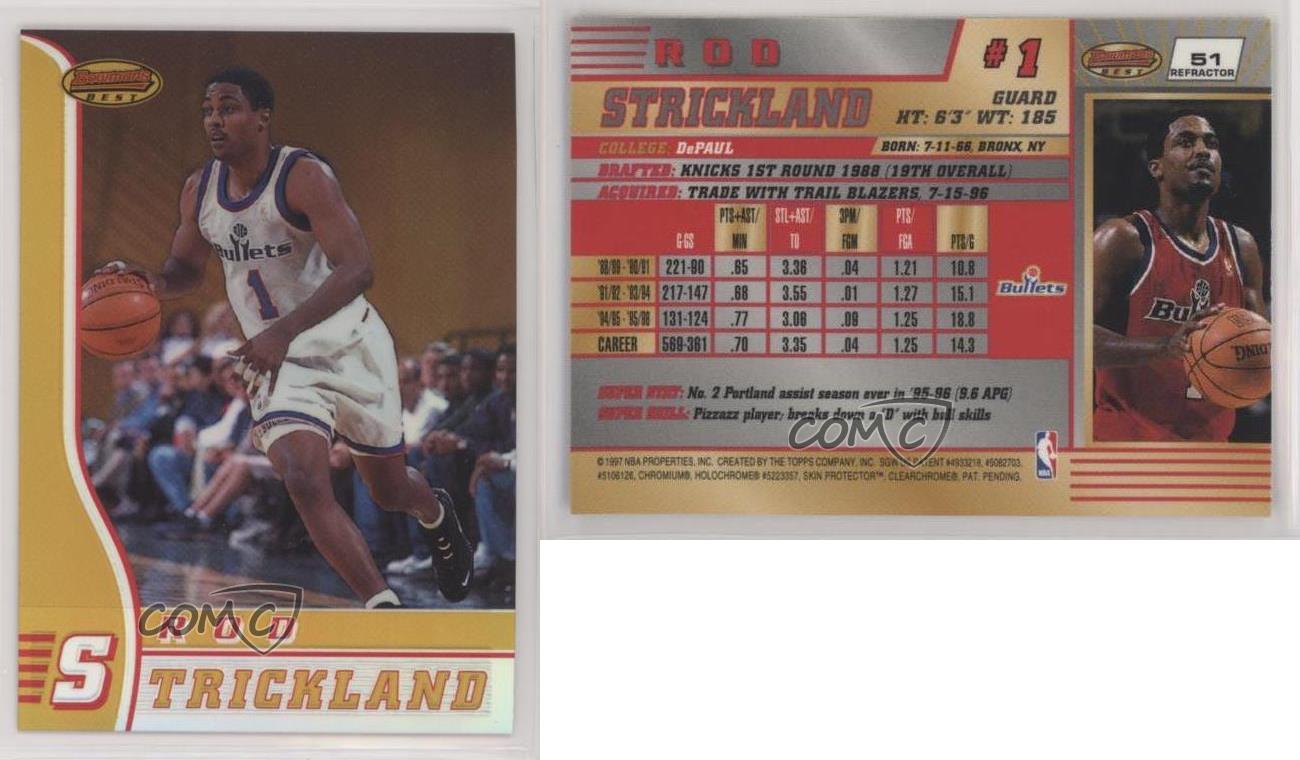 Bowman's
BEST
Bullets
1
COMC
ROD
STRICKLAND
ROD
STRICKLAND
#1
GUARD
HT: 6'3" WT: 185
COLLEGE: DePAUL
BORN: 7-11-66, BRONX, NY
DRAFTED: KNICKS 1ST ROUND 1988 (19TH OVERALL)
ACQUIRED: TRADE WITH TRAIL BLAZERS, 7-15-96
G-GS PTS+AST/MIN STL+AST/TO 3PM/FGM PTS/FGA PTS/G
'88/89 - '90/91 221-90 .65 3.36 .04 1.21 10.8
'91/92 - '93/94 217-147 .68 3.55 .01 1.27 15.1
'94/95 - '95/96 131-124 .77 3.06 .09 1.25 18.8
CAREER 569-361 .70 3.35 .04 1.25 14.3
Bullets
SUPER STAT: No. 2 Portland assist season ever in '95-96 (9.6 APG)
SUPER SKILL: Pizzazz player; breaks down a "D" with ball skills
COMC
© 1997 NBA PROPERTIES, INC. CREATED BY THE TOPPS COMPANY, INC. PATENT #4933218, #5082703,
#5106126, CHROMIUM®, HOLOCHROME® #5223357, SKIN PROTECTOR™, CLEARCHROME®, PAT. PENDING.
NBA
Bowman's
BEST
51
REFRACTOR